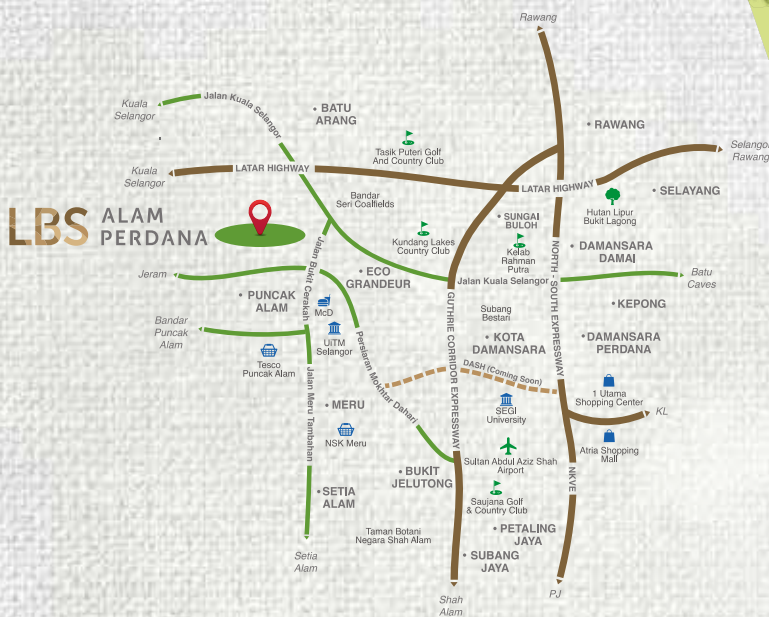 Rawang
Kuala
Selangor
Jalan Kuala Selangor
• BATU
ARANG
• RAWANG
Tasik Puteri Golf
And Country Club
Selangor
Rawang
Kuala
Selangor
LATAR HIGHWAY
LATAR HIGHWAY
• SELAYANG
Bandar
Seri Coalfields
Hutan Lipur
Bukit Lagong
LBS ALAM
PERDANA
• SUNGAI
BULOH
Kundang Lakes
Country Club
Kelab
Rahman
Putra
• DAMANSARA
DAMAI
Jalan Bukit Cerakah
NORTH - SOUTH EXPRESSWAY
Jeram
• ECO
GRANDEUR
Jalan Kuala Selangor
Batu
Caves
• PUNCAK
ALAM
McD
GUTHRIE CORRIDOR EXPRESSWAY
Subang
Bestari
• KEPONG
Bandar
Puncak
Alam
UiTM
Selangor
Persiaran Mokhtar Dahari
• KOTA
DAMANSARA
• DAMANSARA
PERDANA
Tesco
Puncak Alam
DASH (Coming Soon)
Jalan Meru Tambahan
1 Utama
Shopping Center
• MERU
SEGI
University
KL
NSK Meru
Sultan Abdul Aziz Shah
Airport
Atria Shopping
Mall
• BUKIT
JELUTONG
NKVE
• SETIA
ALAM
Saujana Golf
& Country Club
Taman Botani
Negara Shah Alam
• PETALING
JAYA
• SUBANG
JAYA
Setia
Alam
Shah
Alam
PJ